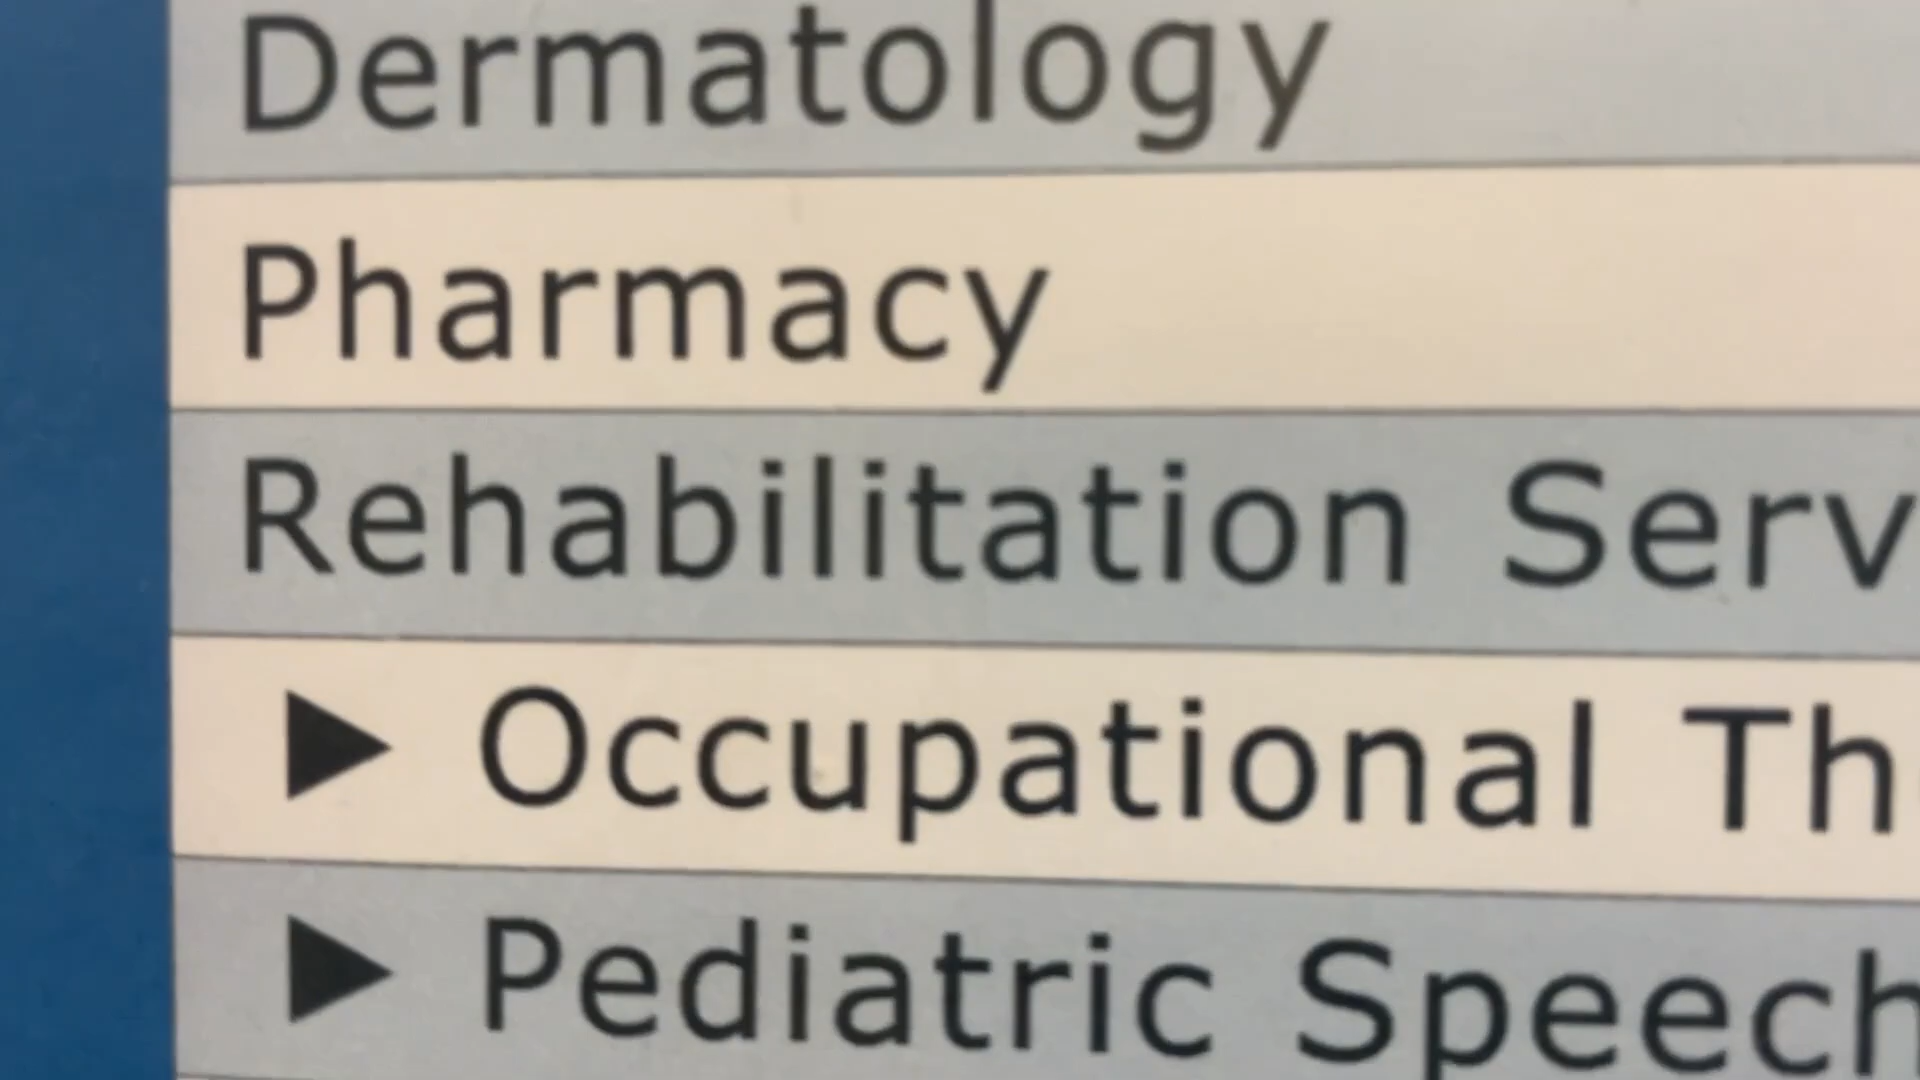 Dermatology
Pharmacy
Rehabilitation Serv
▶ Occupational Th
▶ Pediatric Speech